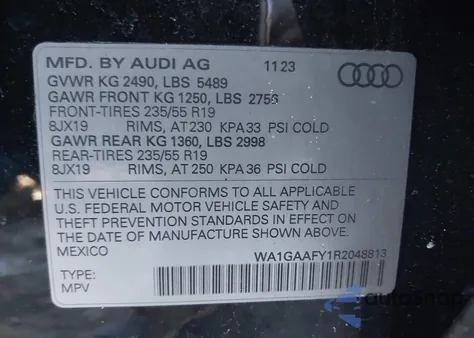 MFD. BY AUDI AG 11 23
GVWR KG 2490, LBS 5489
GAWR FRONT KG 1250, LBS 2756
FRONT-TIRES 235/55 R19
8JX19 RIMS, AT 230 KPA 33 PSI COLD
GAWR REAR KG 1360, LBS 2998
REAR-TIRES 235/55 R19
8JX19 RIMS, AT 250 KPA 36 PSI COLD
THIS VEHICLE CONFORMS TO ALL APPLICABLE
U.S. FEDERAL MOTOR VEHICLE SAFETY AND
THEFT PREVENTION STANDARDS IN EFFECT ON
THE DATE OF MANUFACTURE SHOWN ABOVE.
MEXICO WA1GAAFY1R2048813
TYPE:
MPV
autosnap